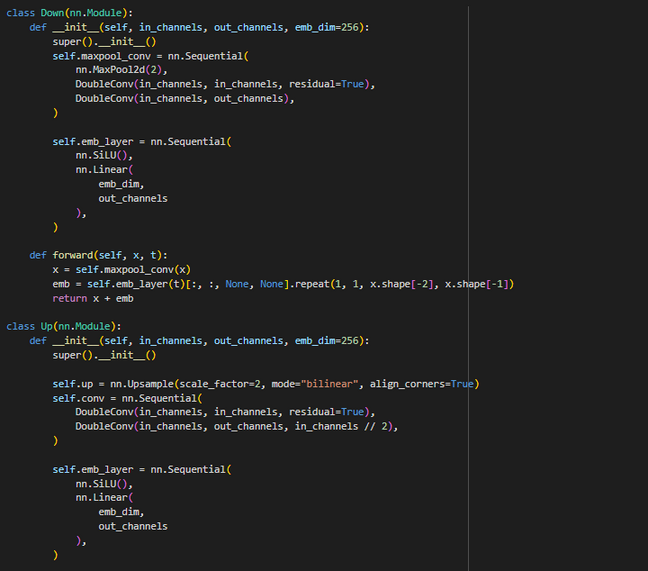 class Down(nn.Module):
    def __init__(self, in_channels, out_channels, emb_dim=256):
        super().__init__()
        self.maxpool_conv = nn.Sequential(
            nn.MaxPool2d(2),
            DoubleConv(in_channels, in_channels, residual=True),
            DoubleConv(in_channels, out_channels),
        )

        self.emb_layer = nn.Sequential(
            nn.SiLU(),
            nn.Linear(
                emb_dim,
                out_channels
            ),
        )

    def forward(self, x, t):
        x = self.maxpool_conv(x)
        emb = self.emb_layer(t)[:, :, None, None].repeat(1, 1, x.shape[-2], x.shape[-1])
        return x + emb

class Up(nn.Module):
    def __init__(self, in_channels, out_channels, emb_dim=256):
        super().__init__()

        self.up = nn.Upsample(scale_factor=2, mode="bilinear", align_corners=True)
        self.conv = nn.Sequential(
            DoubleConv(in_channels, in_channels, residual=True),
            DoubleConv(in_channels, out_channels, in_channels // 2),
        )

        self.emb_layer = nn.Sequential(
            nn.SiLU(),
            nn.Linear(
                emb_dim,
                out_channels
            ),
        )